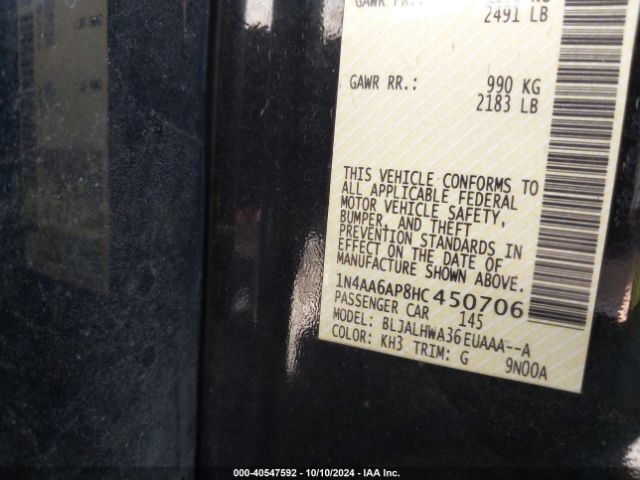 GAWR FR.:
2491 LB
GAWR RR.: 990 KG
2183 LB
THIS VEHICLE CONFORMS TO
ALL APPLICABLE FEDERAL
MOTOR VEHICLE SAFETY,
BUMPER, AND THEFT
PREVENTION STANDARDS IN
EFFECT ON THE DATE OF
MANUFACTURE SHOWN ABOVE.
1N4AA6AP8HC450706
PASSENGER CAR 145
MODEL: BLJALHWA36EUAAA--A
COLOR: KH3 TRIM: G 9N00A
000-40547592 - 10/10/2024 - IAA Inc.